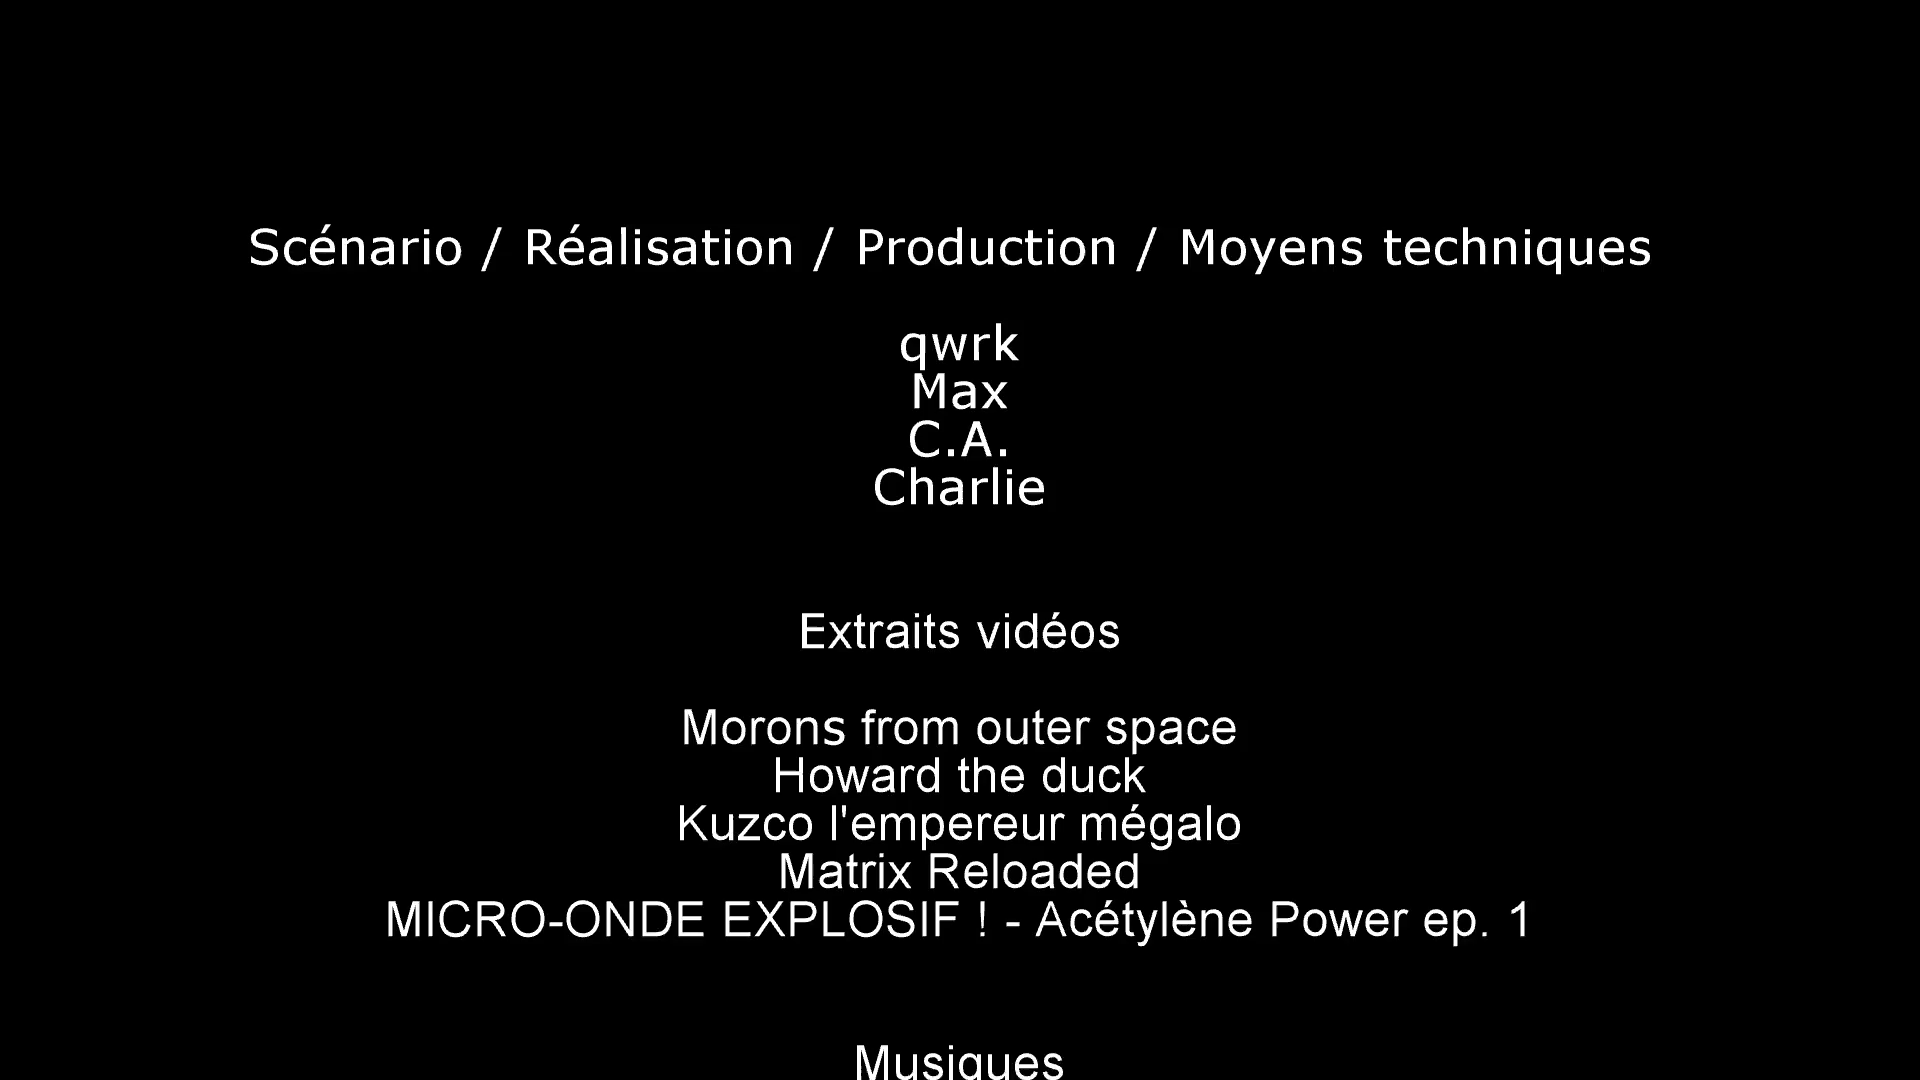 Scénario / Réalisation / Production / Moyens techniques
qwrk
Max
C.A.
Charlie
Extraits vidéos
Morons from outer space
Howard the duck
Kuzco l'empereur mégalo
Matrix Reloaded
MICRO-ONDE EXPLOSIF ! - Acétylène Power ep. 1
Musiques